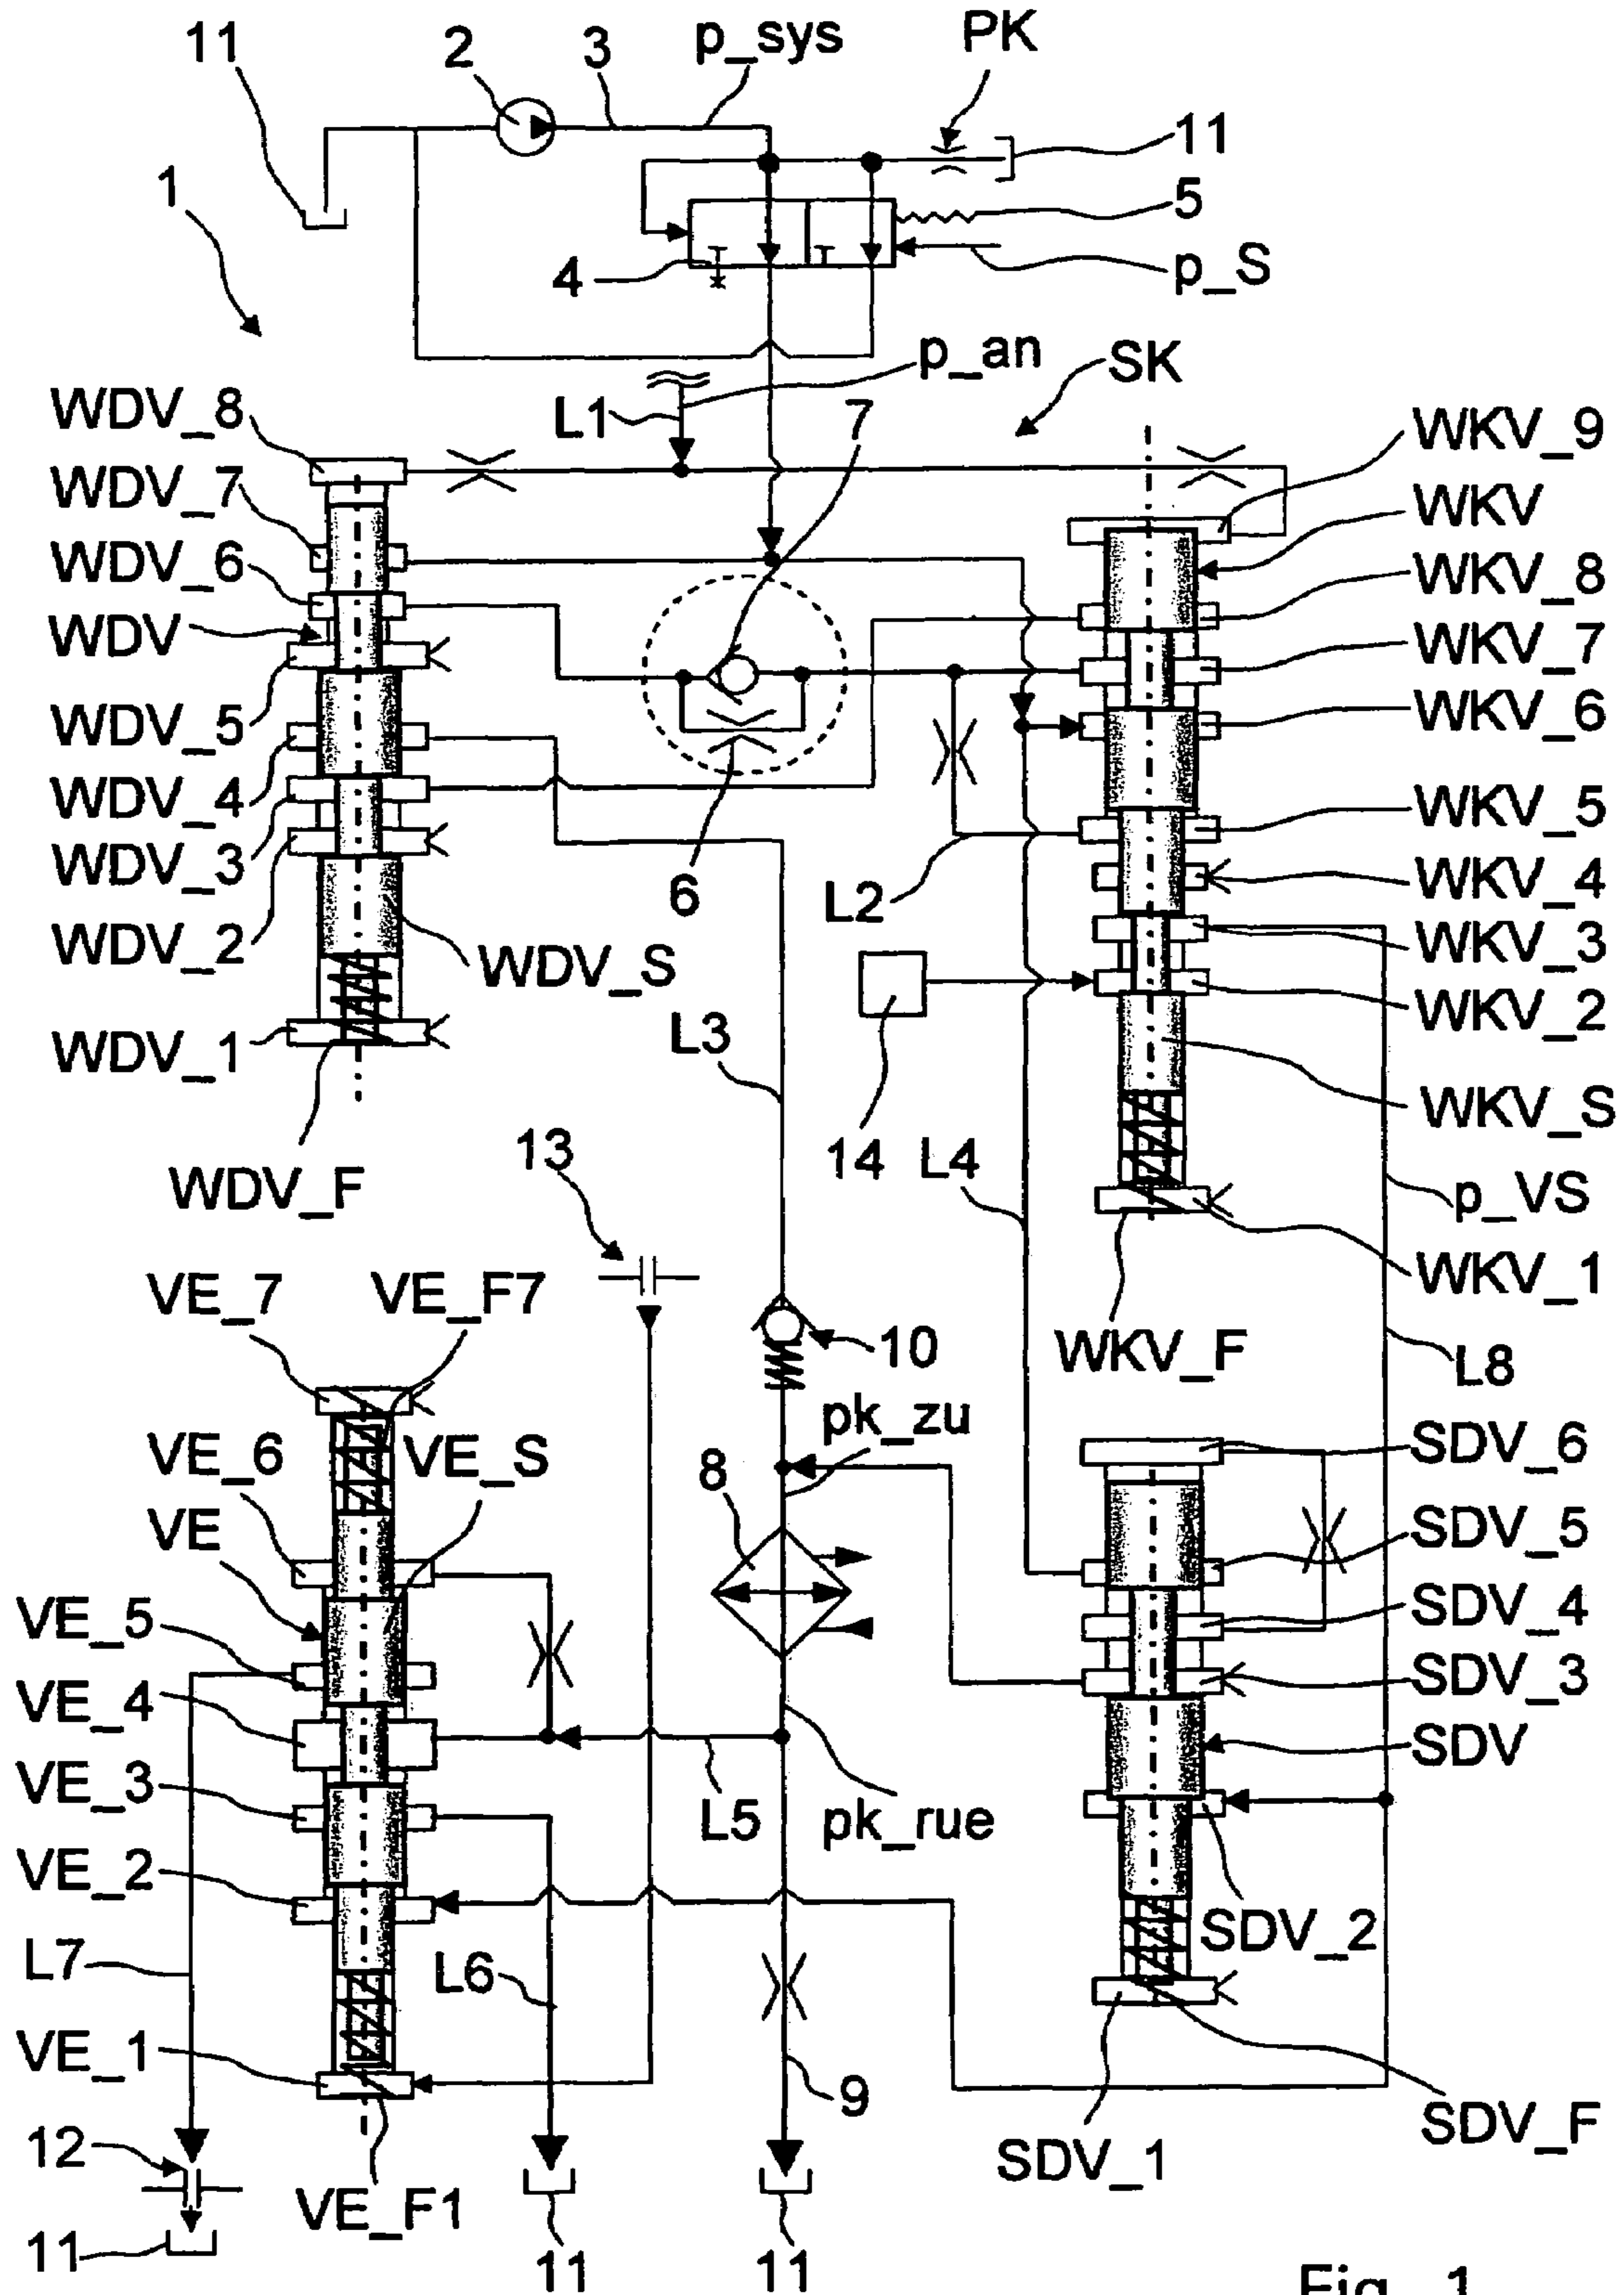 11
2
3
p_sys
PK
11
1
5
4
p_S
p_an
SK
L1
7
WDV_8
WDV_7
WDV_6
WDV
WDV_5
WDV_4
WDV_3
WDV_2
WDV_S
WDV_1
WDV_F
6
WKV_9
WKV
WKV_8
WKV_7
WKV_6
WKV_5
WKV_4
WKV_3
WKV_2
WKV_S
p_VS
WKV_1
WKV_F
L8
L2
L3
14
L4
13
10
pk_zu
8
VE_7
VE_F7
VE_6
VE_S
VE
VE_5
VE_4
VE_3
VE_2
L7
VE_1
L6
L5
pk_rue
9
SDV_6
SDV_5
SDV_4
SDV_3
SDV
SDV_2
SDV_F
SDV_1
12
VE_F1
11
11
11
Fig. 1